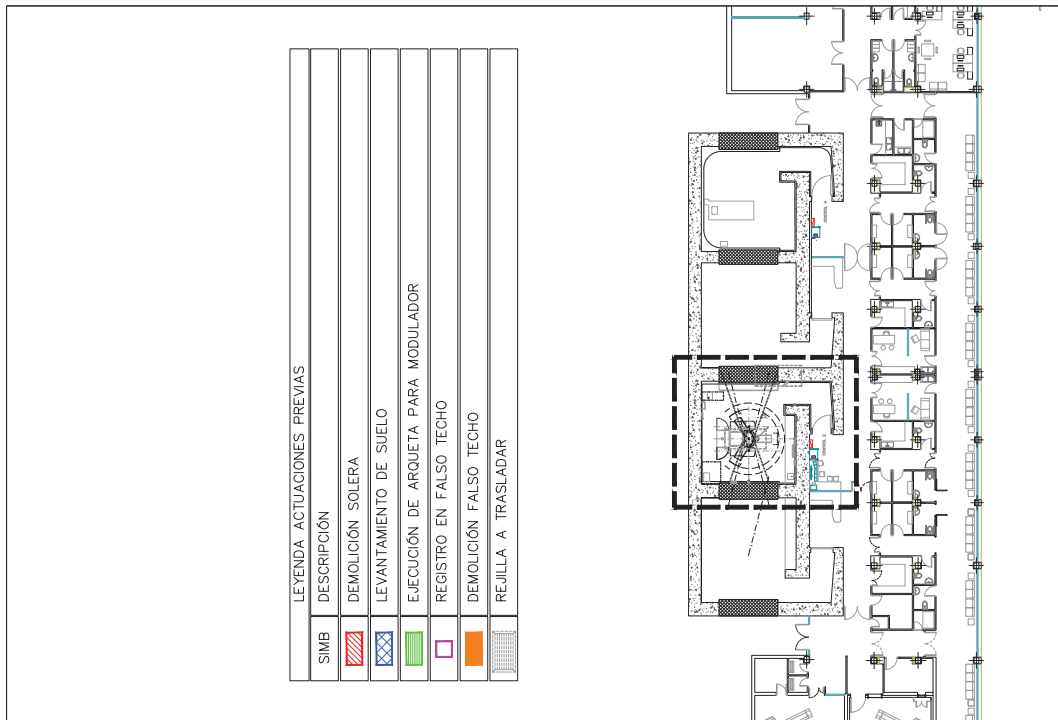 LEYENDA ACTUACIONES PREVIAS
SIMB DESCRIPCIÓN
DEMOLICIÓN SOLERA
LEVANTAMIENTO DE SUELO
EJECUCIÓN DE ARQUETA PARA MODULADOR
REGISTRO EN FALSO TECHO
DEMOLICIÓN FALSO TECHO
REJILLA A TRASLADAR